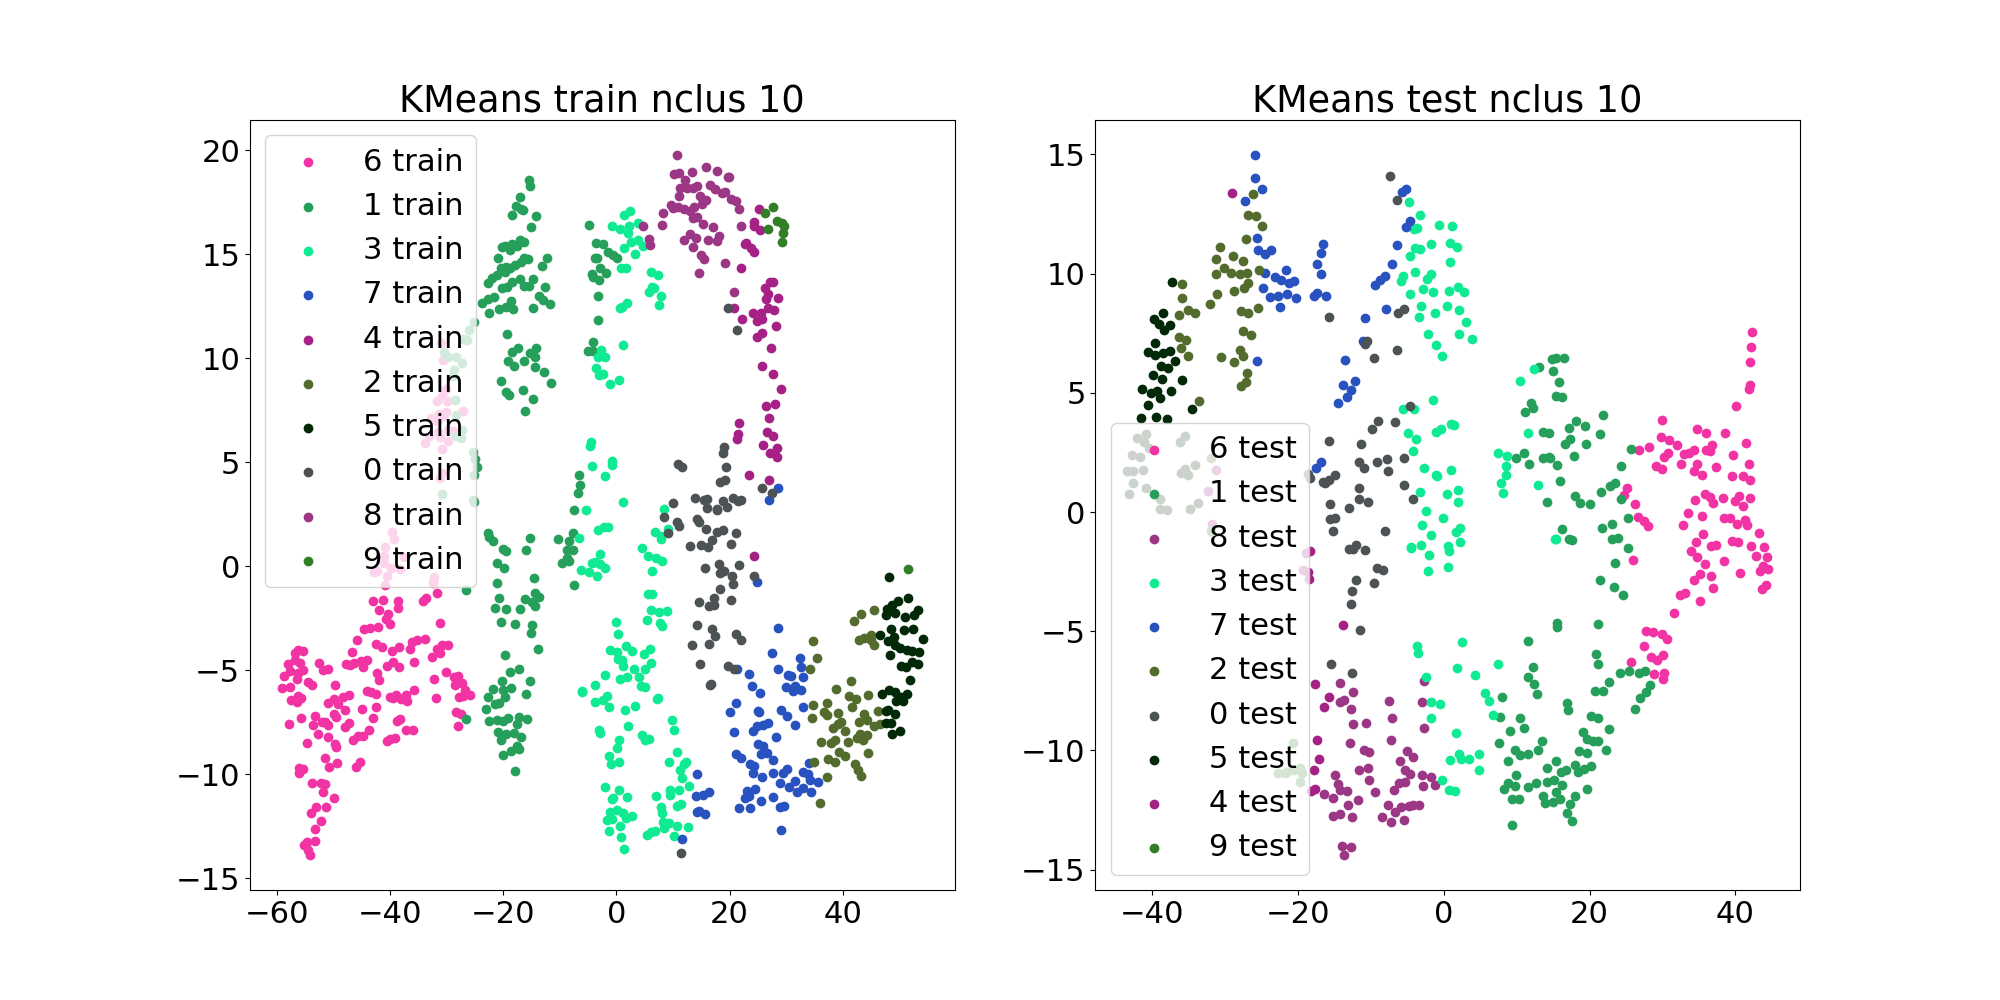 KMeans train nclus 10
20
15
10
5
0
−5
−10
−15
−60
−40
−20
0
20
40
6 train
1 train
3 train
7 train
4 train
2 train
5 train
0 train
8 train
9 train
KMeans test nclus 10
15
10
5
0
−5
−10
−15
−40
−20
0
20
40
6 test
1 test
8 test
3 test
7 test
2 test
0 test
5 test
4 test
9 test